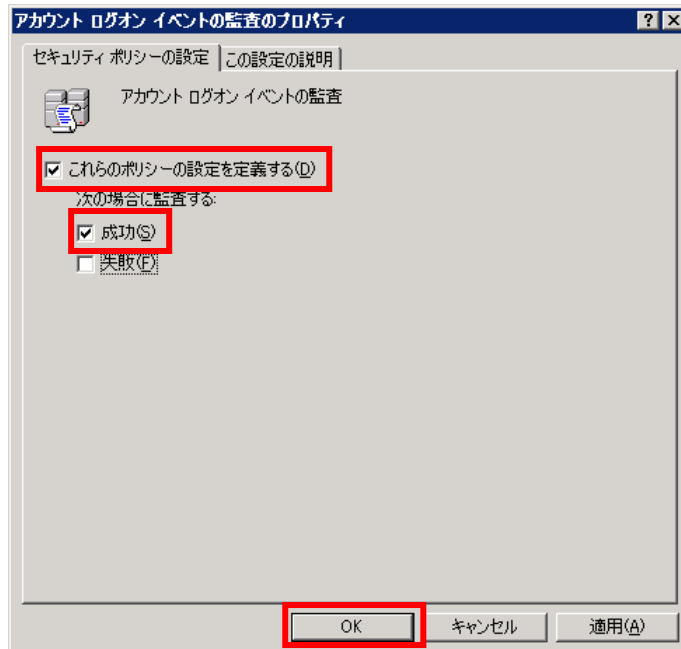 アカウント ログオン イベントの監査のプロパティ
セキュリティ ポリシーの設定 この設定の説明
アカウント ログオン イベントの監査
これらのポリシーの設定を定義する(D)
次の場合に監査する:
成功(S)
失敗(F)
OK キャンセル 適用(A)